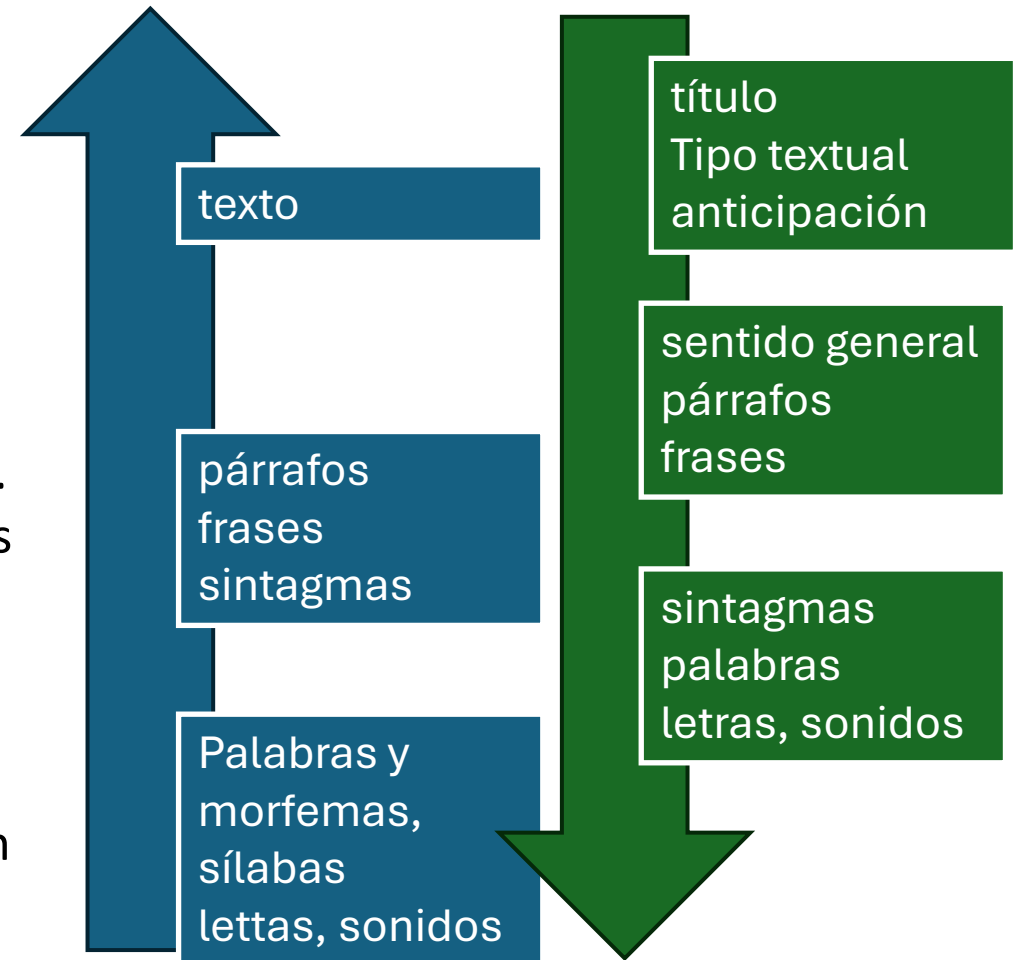 texto
párrafos
frases
sintagmas
Palabras y
morfemas,
sílabas
lettas, sonidos
título
Tipo textual
anticipación
sentido general
párrafos
frases
sintagmas
palabras
letras, sonidos